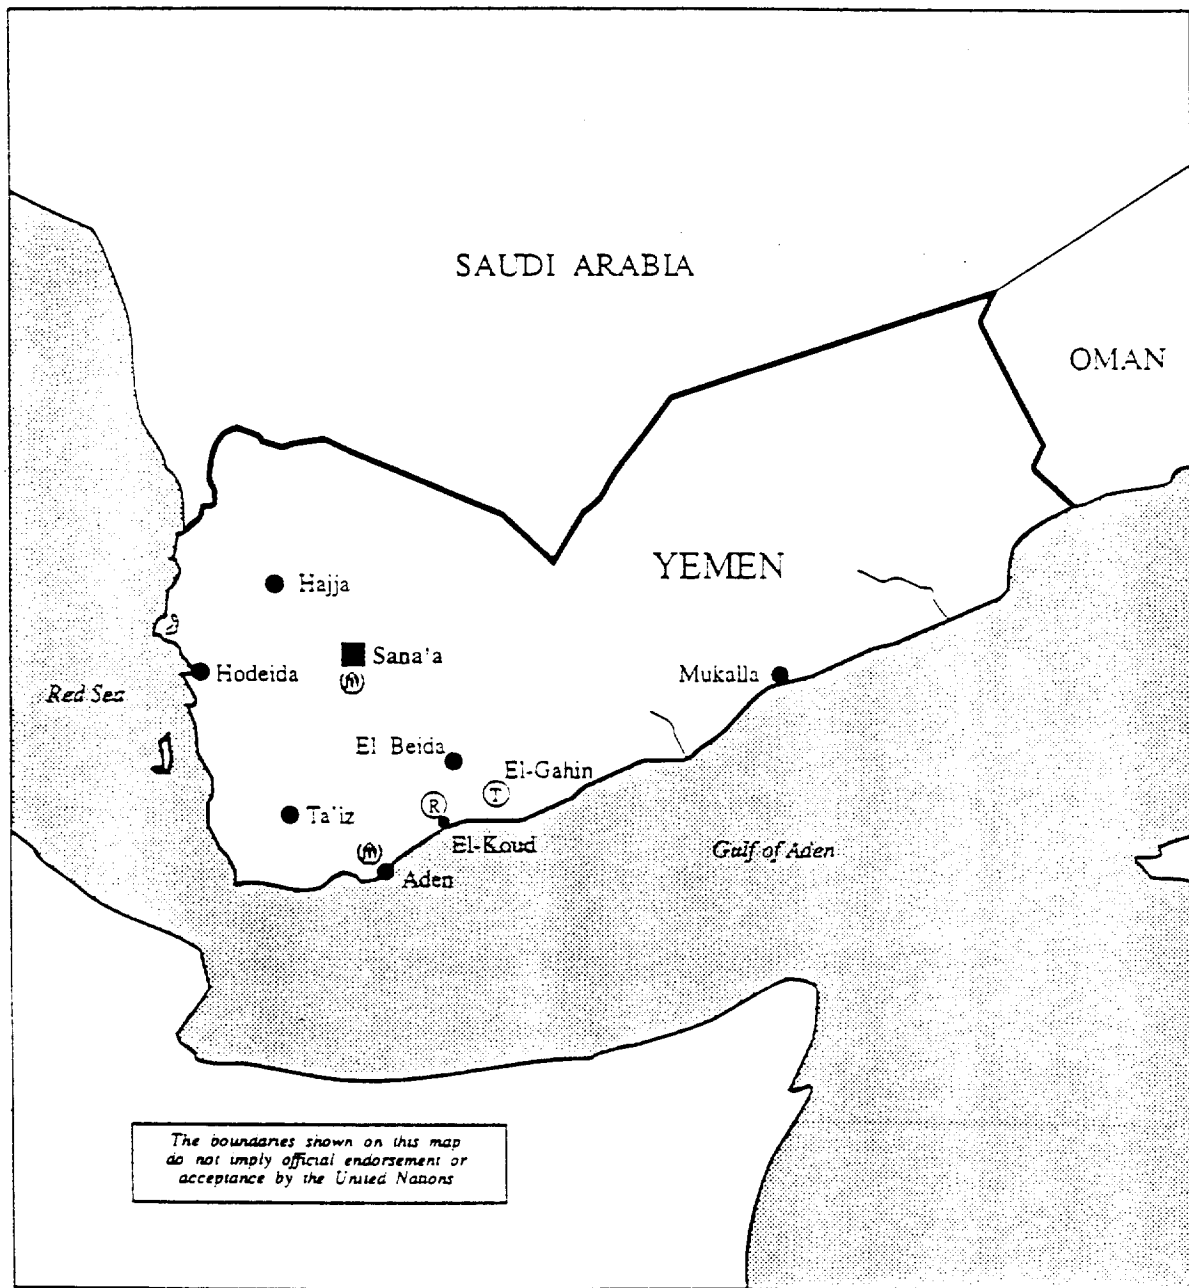 SAUDI ARABIA
OMAN
YEMEN
Hajja
Sana'a
Hodeida
Mukalla
Red Sea
El Beida
El-Gahin
T
R
Ta'iz
El-Koud
Gulf of Aden
Aden
The boundaries shown on this map
do not imply official endorsement or
acceptance by the United Nations